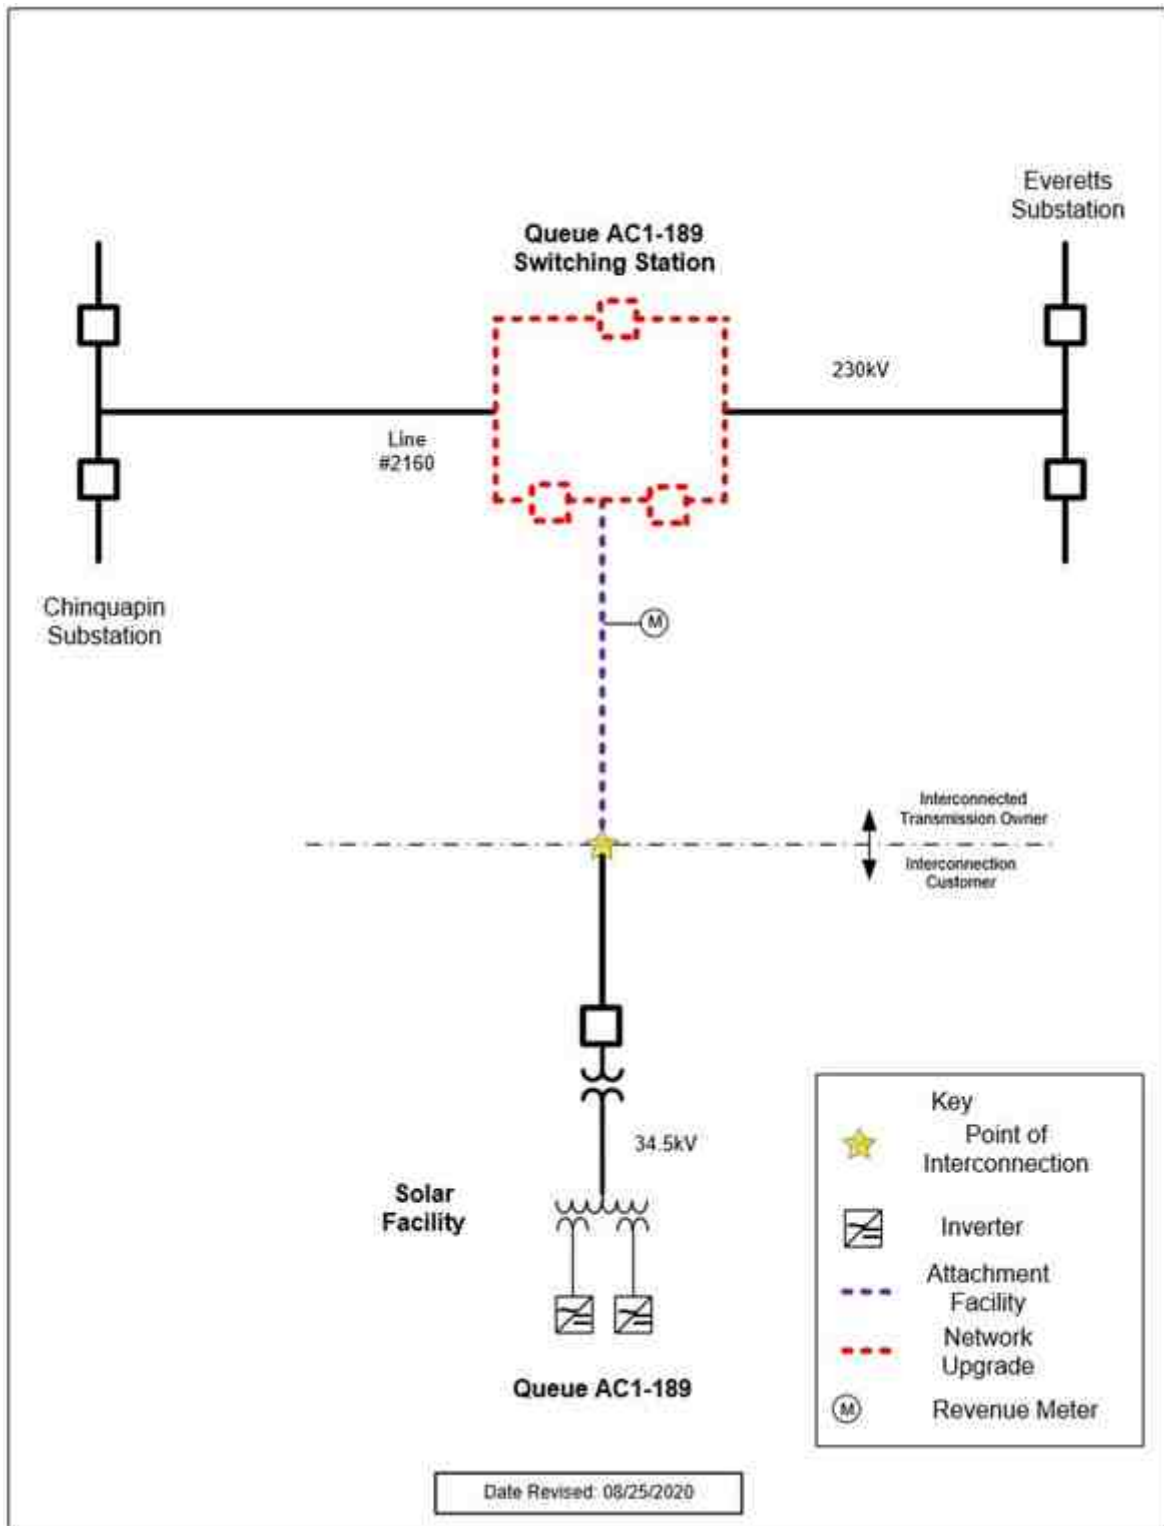 Everetts
Substation
Queue AC1-189
Switching Station
230kV
Line
#2160
Chinquapin
Substation
M
Interconnected
Transmission Owner
Interconnection
Customer
34.5kV
Solar
Facility
Queue AC1-189
Key
Point of
Interconnection
Inverter
Attachment
Facility
Network
Upgrade
M
Revenue Meter
Date Revised: 08/25/2020